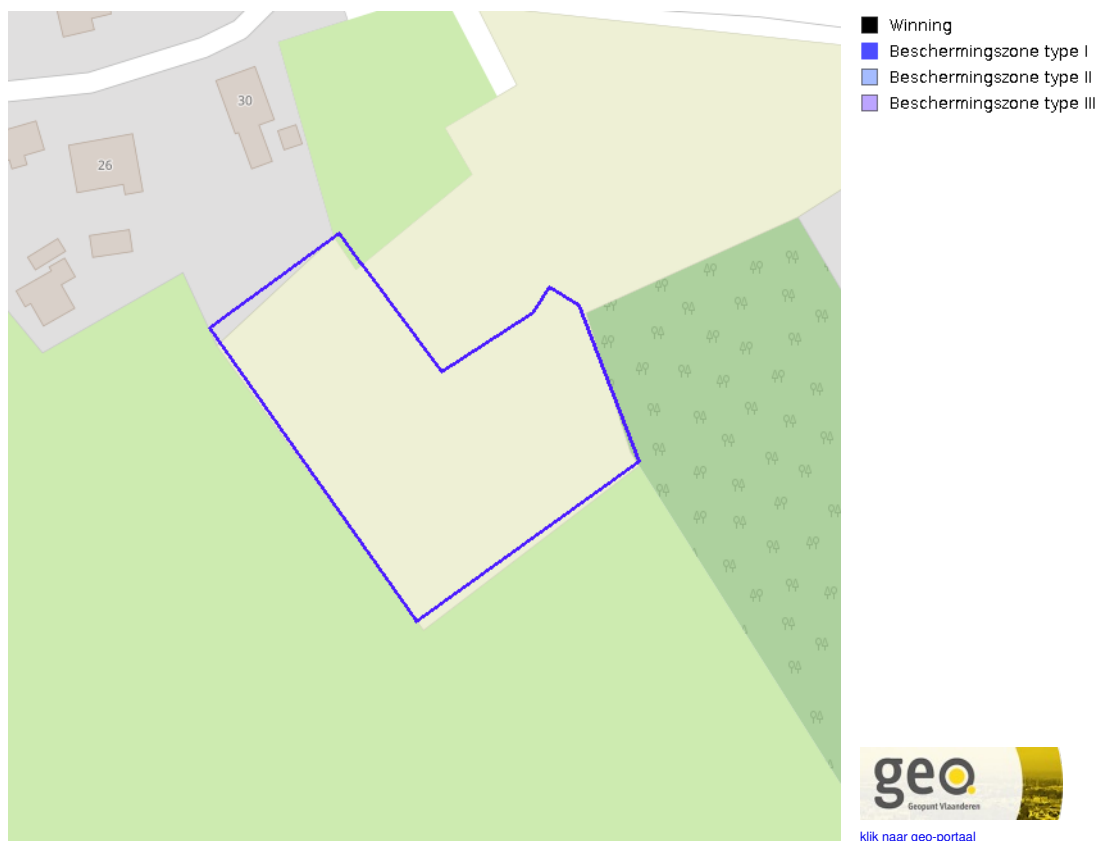 30
26
Winning
Beschermingszone type I
Beschermingszone type II
Beschermingszone type III
geo.
Geopunt Vlaanderen
klik naar geo-portaal